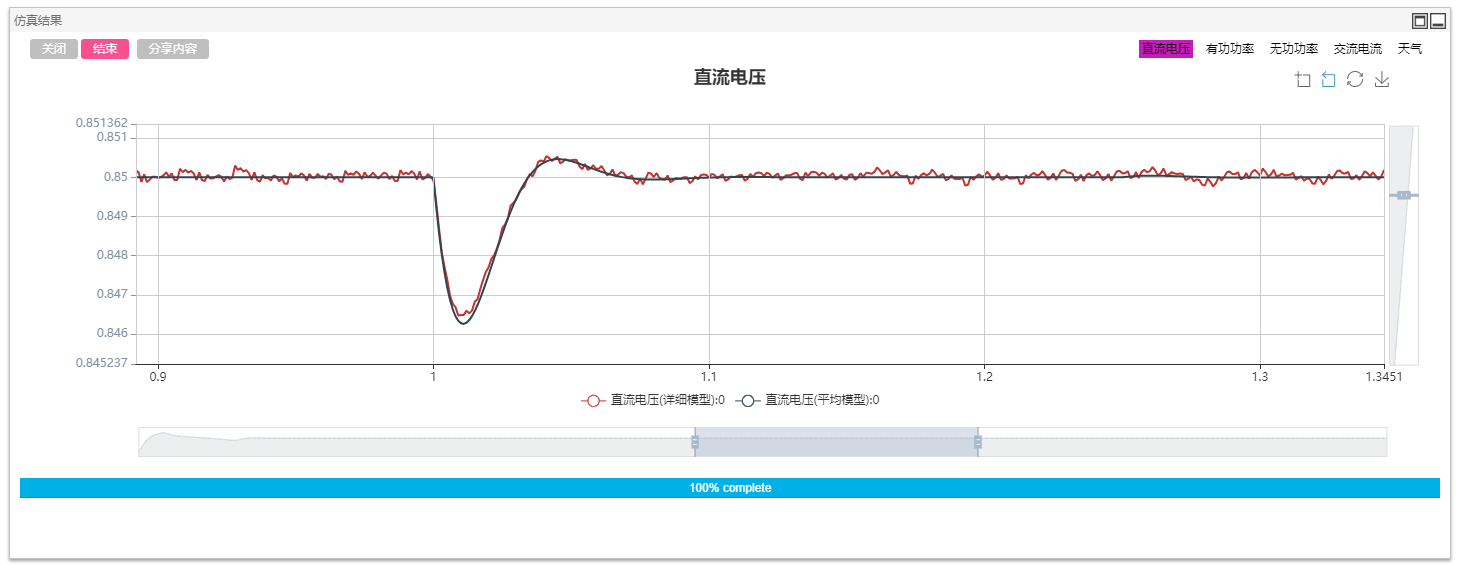 仿真结果
关闭 结束 分享内容 直流电压 有功功率 无功功率 交流电流 天气
直流电压
0.851362
0.851
0.85
0.849
0.848
0.847
0.846
0.845237
0.9 1 1.1 1.2 1.3 1.3451
直流电压(详细模型):0 直流电压(平均模型):0
100% complete